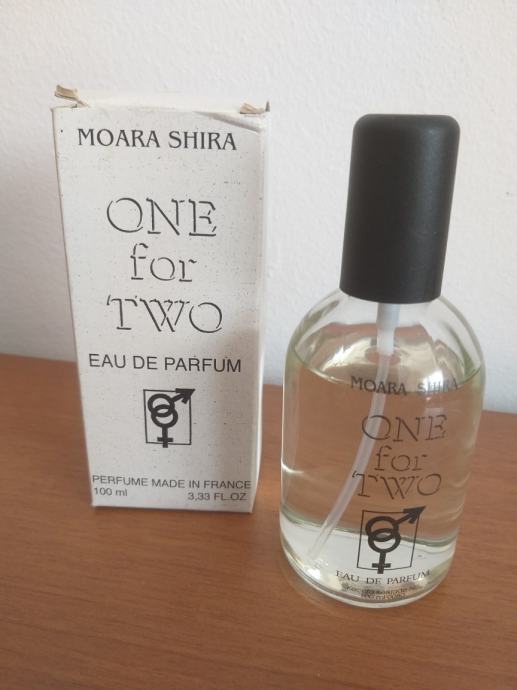 MOARA SHIRA
ONE
for
TWO
EAU DE PARFUM
PERFUME MADE IN FRANCE
100 ml 3,33 FL.OZ
MOARA SHIRA
ONE
for
TWO
EAU DE PARFUM